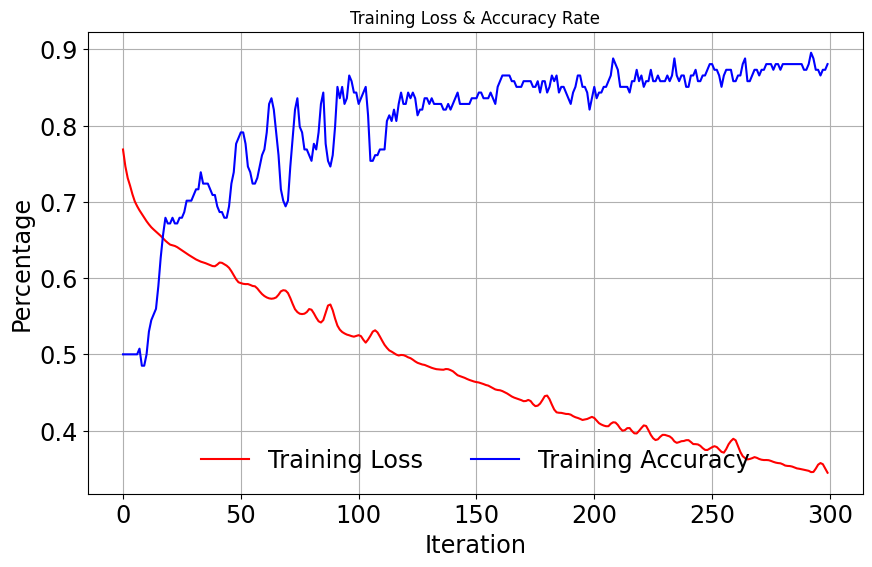 Training Loss & Accuracy Rate
0.9
0.8
0.7
0.6
0.5
0.4
Percentage
Training Loss
Training Accuracy
0
50
100
150
200
250
300
Iteration